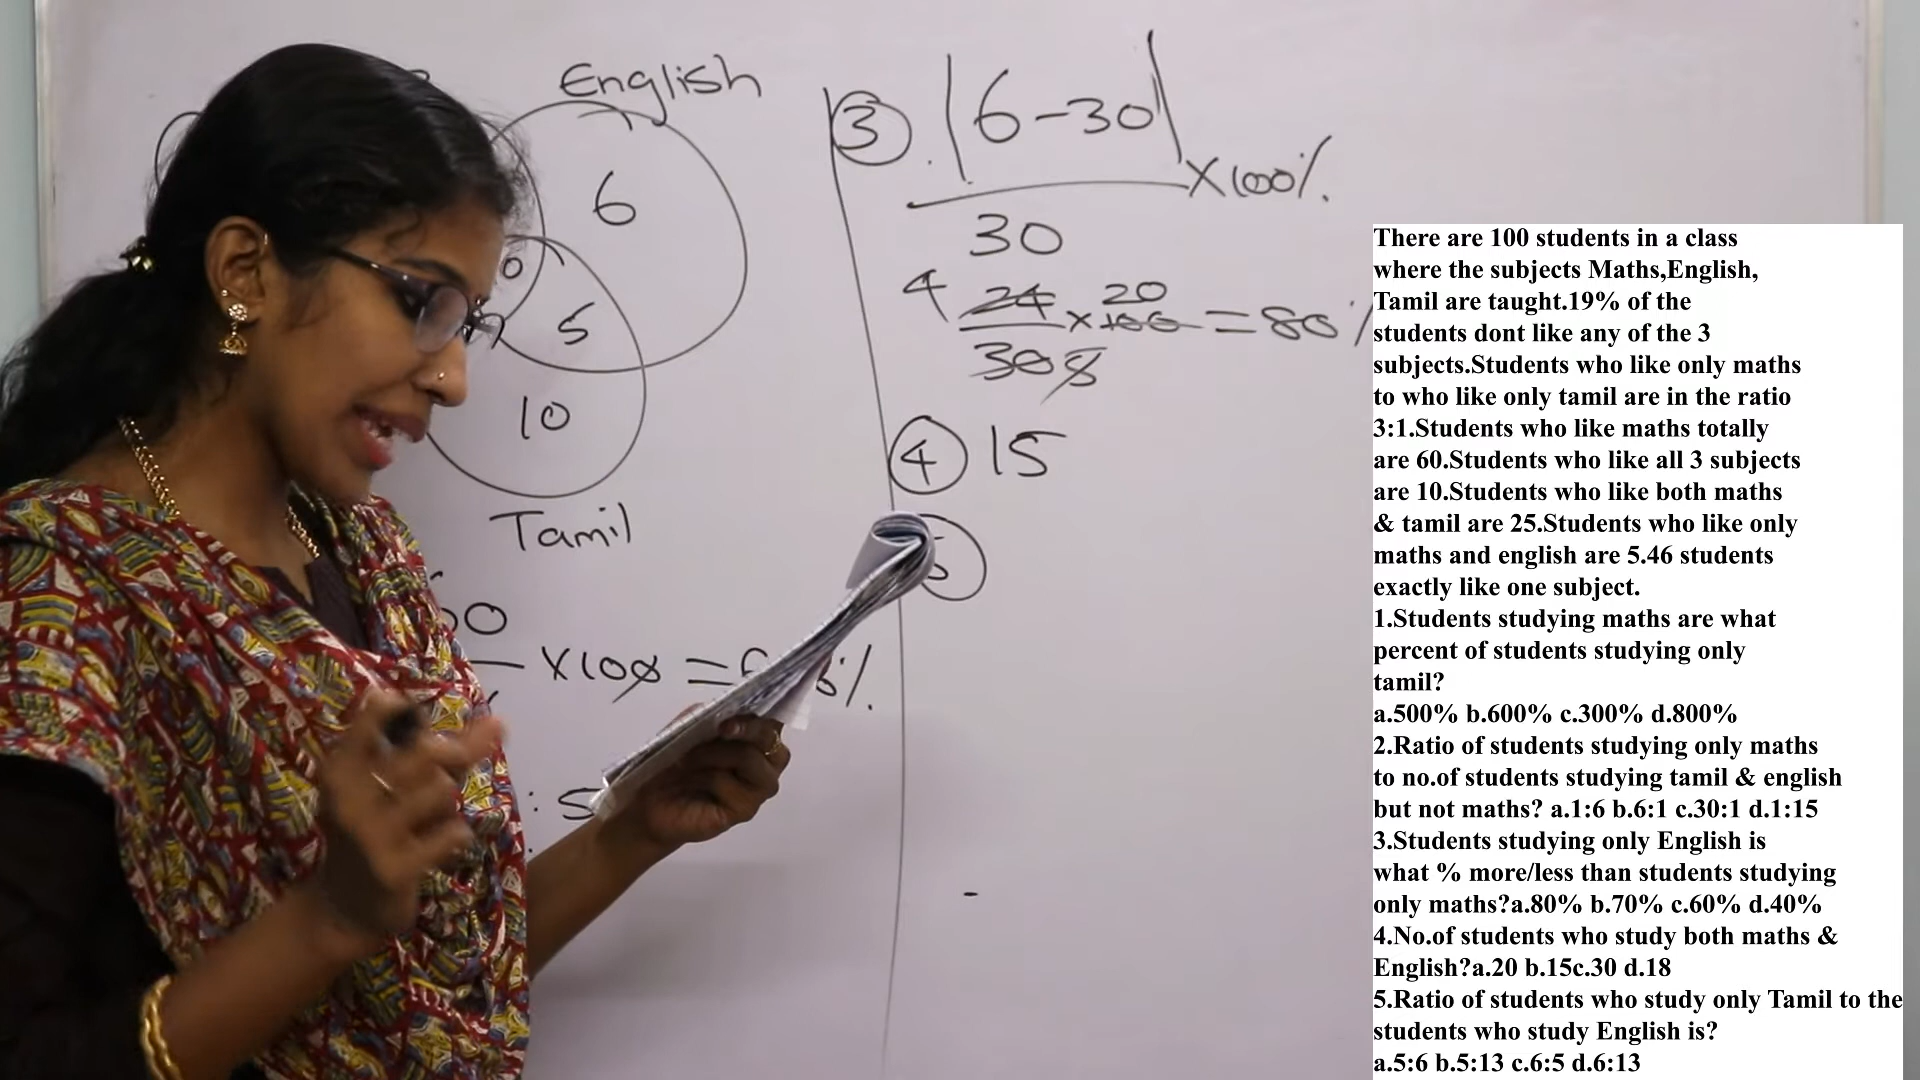 English
6
5
10
Tamil
③ |6-30|
X100%.
30
4 24 x 20 100 = 80%
30 5
④ 15
X100 =
: 5
There are 100 students in a class
where the subjects Maths,English,
Tamil are taught.19% of the
students dont like any of the 3
subjects.Students who like only maths
to who like only tamil are in the ratio
3:1.Students who like maths totally
are 60.Students who like all 3 subjects
are 10.Students who like both maths
& tamil are 25.Students who like only
maths and english are 5.46 students
exactly like one subject.
1.Students studying maths are what
percent of students studying only
tamil?
a.500% b.600% c.300% d.800%
2.Ratio of students studying only maths
to no.of students studying tamil & english
but not maths? a.1:6 b.6:1 c.30:1 d.1:15
3.Students studying only English is
what % more/less than students studying
only maths?a.80% b.70% c.60% d.40%
4.No.of students who study both maths &
English?a.20 b.15c.30 d.18
5.Ratio of students who study only Tamil to the
students who study English is?
a.5:6 b.5:13 c.6:5 d.6:13